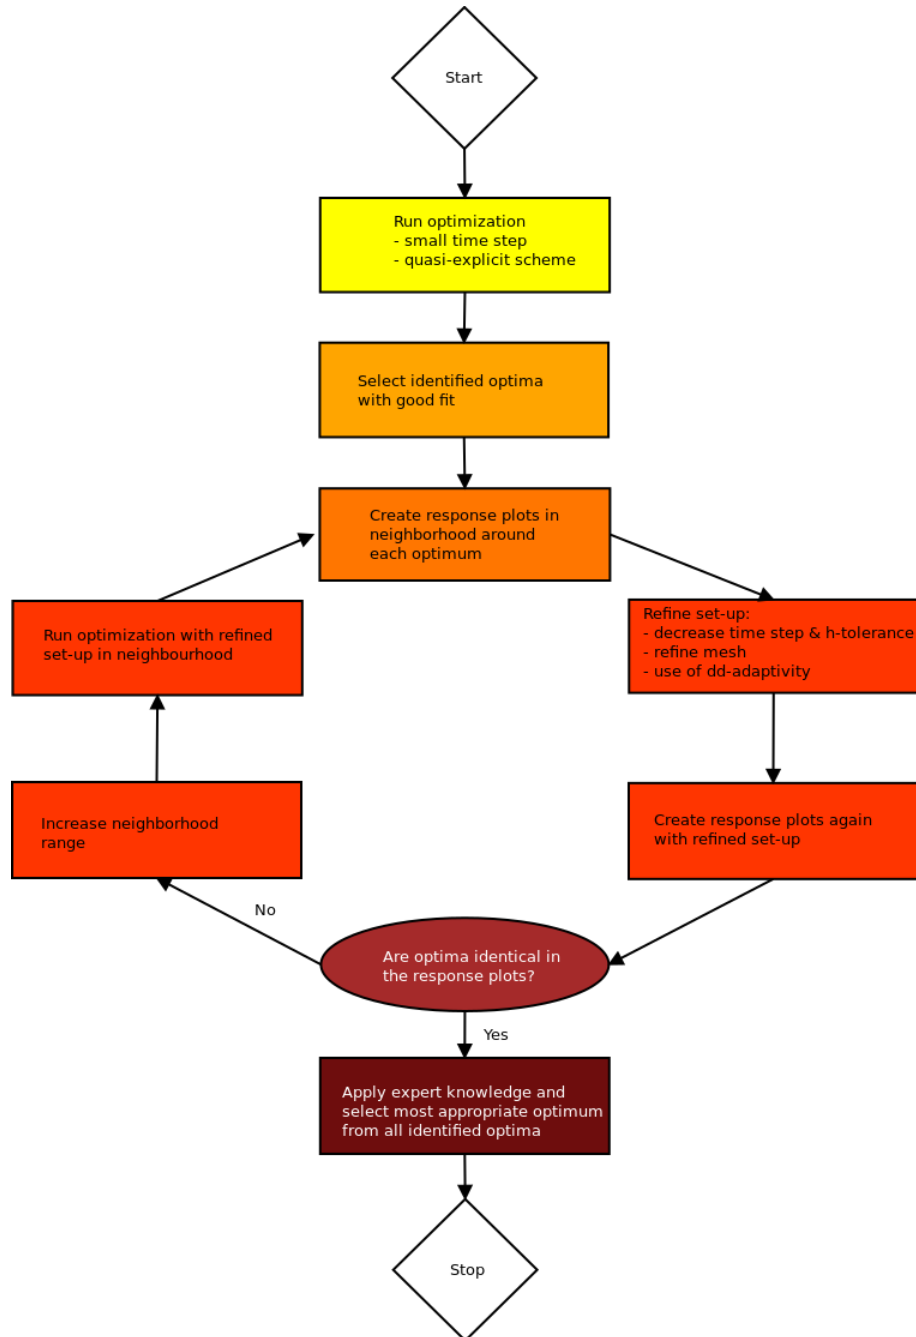 Start
Run optimization
- small time step
- quasi-explicit scheme
Select identified optima
with good fit
Create response plots in
neighborhood around
each optimum
Refine set-up:
- decrease time step & h-tolerance
- refine mesh
- use of dd-adaptivity
Create response plots again
with refined set-up
Are optima identical in
the response plots?
No
Increase neighborhood
range
Run optimization with refined
set-up in neighbourhood
Yes
Apply expert knowledge and
select most appropriate optimum
from all identified optima
Stop